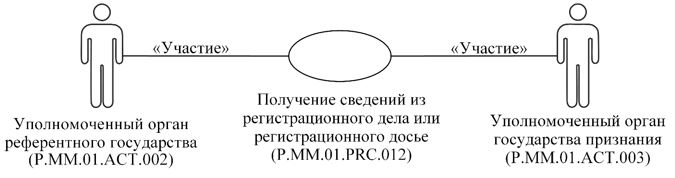 «Участие»
«Участие»
Уполномоченный орган
референтного государства
(P.MM.01.ACT.002)
Получение сведений из
регистрационного дела или
регистрационного досье
(P.MM.01.PRC.012)
Уполномоченный орган
государства признания
(P.MM.01.ACT.003)